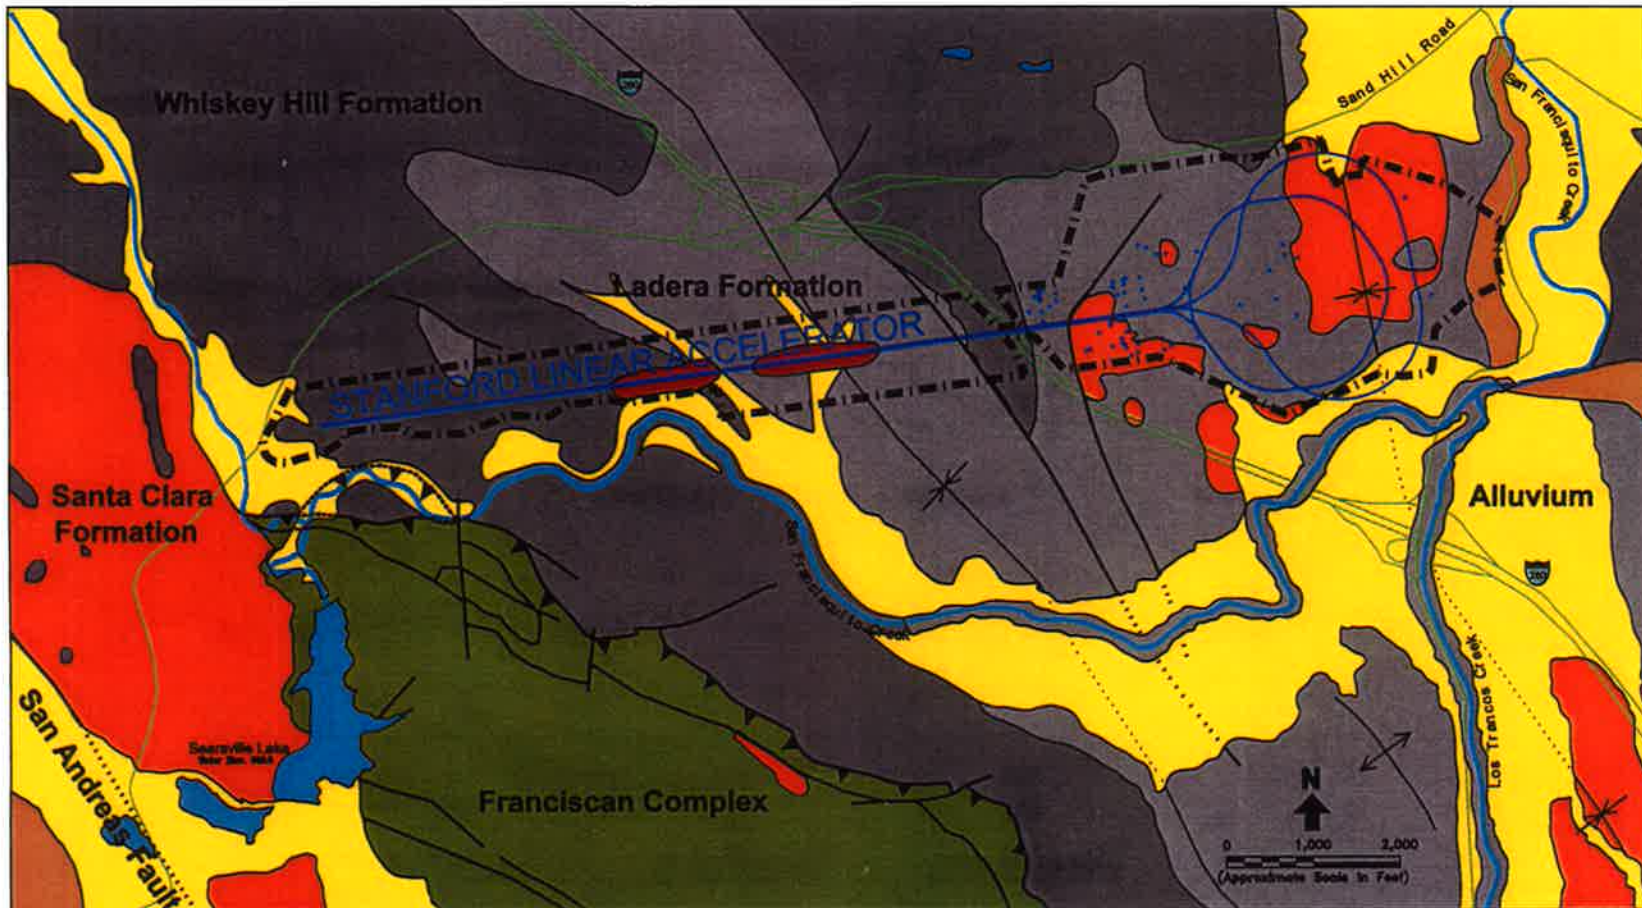 Whiskey Hill Formation
280
Sand Hill Road
San Francisquito Creek
Ladera Formation
STANFORD LINEAR ACCELERATOR
Santa Clara
Formation
Alluvium
280
San Francisquito Creek
Los Trancos Creek
San Andreas Fault
Searsville Lake
Franciscan Complex
N
0 1,000 2,000
(Approximate Scale in Feet)